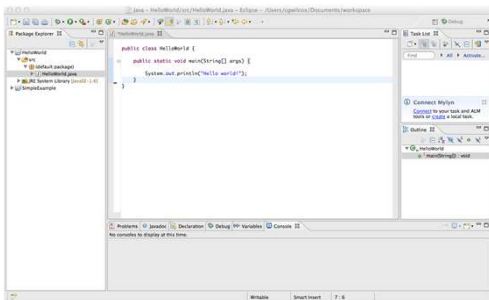 Java - HelloWorld/src/HelloWorld.java - Eclipse - /Users/cgwilcox/Documents/workspace
Debug
Package Explorer
HelloWorld
src
(default package)
HelloWorld.java
JRE System Library [JavaSE-1.6]
SimpleExample
*HelloWorld.java
public class HelloWorld {
public static void main(String[] args) {
System.out.println("Hello world!");
}
}
Task List
Find
All
Activate...
Connect Mylyn
Connect to your task and ALM
tools or create a local task.
Outline
HelloWorld
main(String[]) : void
Problems
Javadoc
Declaration
Debug
Variables
Console
No consoles to display at this time.
Writable
Smart Insert
7 : 6